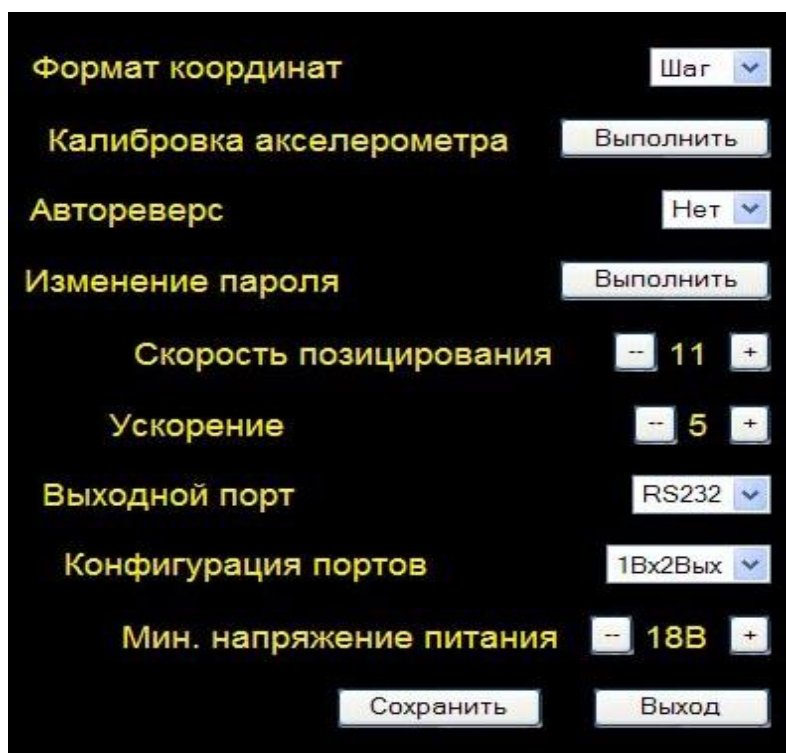 Формат координат Шаг
Калибровка акселерометра Выполнить
Автореверс Нет
Изменение пароля Выполнить
Скорость позицирования -- 11 +
Ускорение -- 5 +
Выходной порт RS232
Конфигурация портов 1Вх2Вых
Мин. напряжение питания -- 18В +
Сохранить Выход